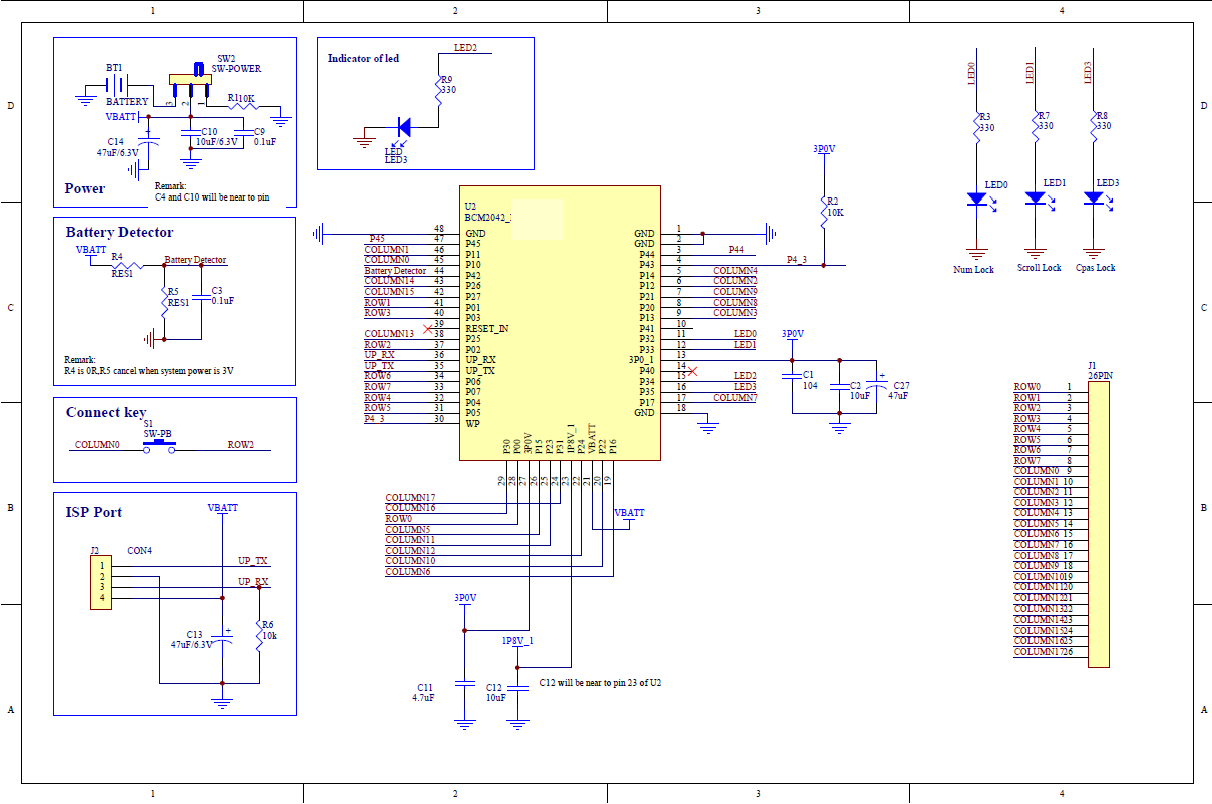 1
2
3
4
D
C
B
A
D
C
B
A
1
2
3
4
BT1
BATTERY
SW2
SW-POWER
3
2
1
R1 10K
VBATT
C14
47uF/6.3V
C10
10uF/6.3V
C9
0.1uF
Power
Remark:
C4 and C10 will be near to pin
Indicator of led
LED2
R9
330
LED
LED3
Battery Detector
VBATT
R4
RES1
Battery Detector
R5
RES1
C3
0.1uF
Remark:
R4 is 0R,R5 cancel when system power is 3V
Connect key
S1
SW-PB
COLUMN0
ROW2
ISP Port
VBATT
J2
CON4
1
2
3
4
UP_TX
UP_RX
C13
47uF/6.3V
R6
10k
U2
BCM2042_
48 GND
P45 47 P45
COLUMN1 46 P11
COLUMN0 45 P10
Battery Detector 44 P42
COLUMN14 43 P26
COLUMN15 42 P27
ROW1 41 P01
ROW3 40 P03
39 RESET_IN
COLUMN13 38 P25
ROW2 37 P02
UP_RX 36 UP_RX
UP_TX 35 UP_TX
ROW6 34 P06
ROW7 33 P07
ROW4 32 P04
ROW5 31 P05
P4_3 30 WP
GND 1
GND 2
P44 3 P44
P43 4 P4_3
P14 5 COLUMN4
P12 6 COLUMN2
P21 7 COLUMN9
P20 8 COLUMN8
P13 9 COLUMN3
P41 10
P32 11 LED0
P33 12 LED1
3P0_1 13
P40 14
P34 15 LED2
P35 16 LED3
P17 17 COLUMN7
GND 18
P30 29
P00 28
3P0V 27
P15 26
P23 25
P31 24
1P8V_1 23
P24 22
VBATT 21
P22 20
P16 19
COLUMN17
COLUMN16
ROW0
COLUMN5
COLUMN11
COLUMN12
COLUMN10
COLUMN6
VBATT
3P0V
1P8V_1
C11
4.7uF
C12
10uF
C12 will be near to pin 23 of U2
3P0V
R2
10K
3P0V
C1
104
C2
10uF
C27
47uF
LED0
R3
330
LED0
Num Lock
LED1
R7
330
LED1
Scroll Lock
LED3
R8
330
LED3
Cpas Lock
J1
26PIN
ROW0 1
ROW1 2
ROW2 3
ROW3 4
ROW4 5
ROW5 6
ROW6 7
ROW7 8
COLUMN0 9
COLUMN1 10
COLUMN2 11
COLUMN3 12
COLUMN4 13
COLUMN5 14
COLUMN6 15
COLUMN7 16
COLUMN8 17
COLUMN9 18
COLUMN10 19
COLUMN11 20
COLUMN12 21
COLUMN13 22
COLUMN14 23
COLUMN15 24
COLUMN16 25
COLUMN17 26